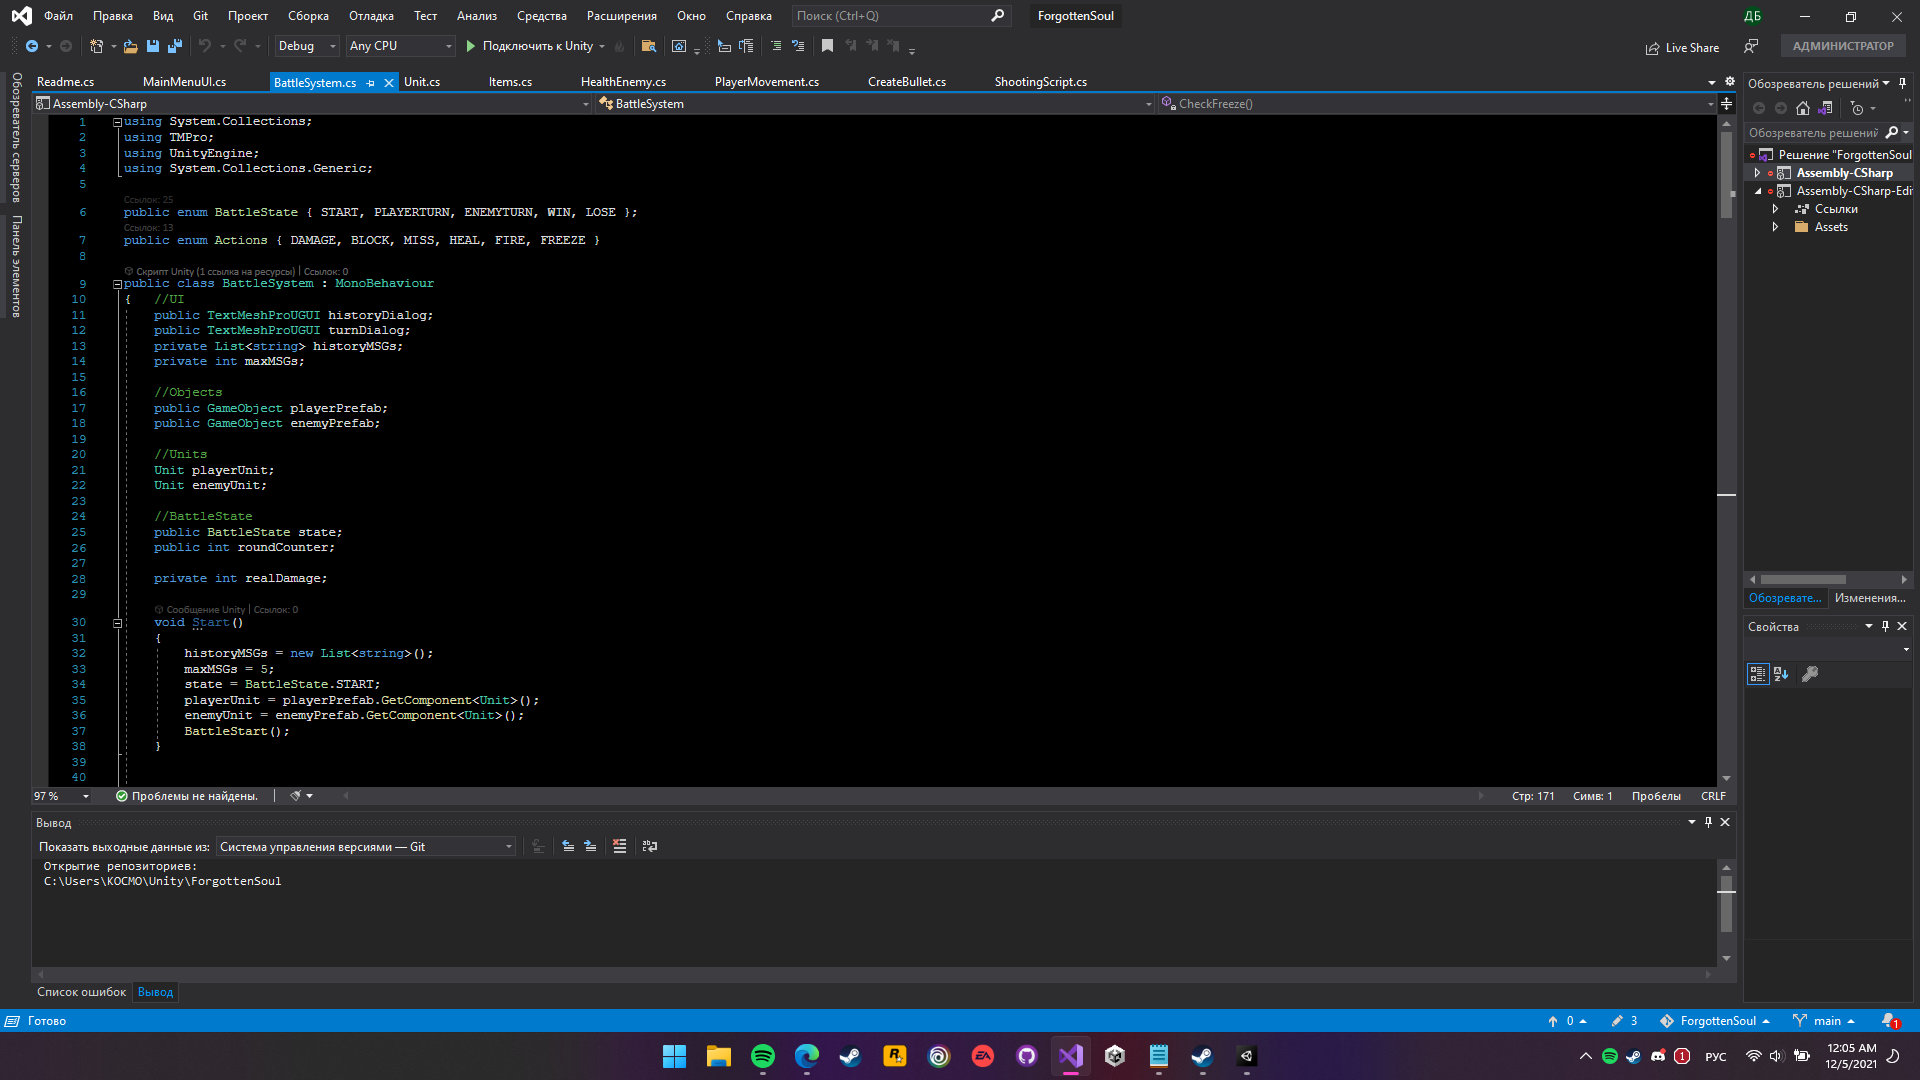 Файл Правка Вид Git Проект Сборка Отладка Тест Анализ Средства Расширения Окно Справка Поиск (Ctrl+Q) ForgottenSoul ДБ
Debug Any CPU Подключить к Unity Live Share АДМИНИСТРАТОР
Обозреватель серверов
Панель элементов
Readme.cs MainMenuUI.cs BattleSystem.cs Unit.cs Items.cs HealthEnemy.cs PlayerMovement.cs CreateBullet.cs ShootingScript.cs
Assembly-CSharp BattleSystem CheckFreeze()
1 using System.Collections;
2 using TMPro;
3 using UnityEngine;
4 using System.Collections.Generic;
5
Ссылок: 25
6 public enum BattleState { START, PLAYERTURN, ENEMYTURN, WIN, LOSE };
Ссылок: 13
7 public enum Actions { DAMAGE, BLOCK, MISS, HEAL, FIRE, FREEZE }
8
Скрипт Unity (1 ссылка на ресурсы) | Ссылок: 0
9 public class BattleSystem : MonoBehaviour
10 { //UI
11 public TextMeshProUGUI historyDialog;
12 public TextMeshProUGUI turnDialog;
13 private List<string> historyMSGs;
14 private int maxMSGs;
15
16 //Objects
17 public GameObject playerPrefab;
18 public GameObject enemyPrefab;
19
20 //Units
21 Unit playerUnit;
22 Unit enemyUnit;
23
24 //BattleState
25 public BattleState state;
26 public int roundCounter;
27
28 private int realDamage;
29
Сообщение Unity | Ссылок: 0
30 void Start()
31 {
32 historyMSGs = new List<string>();
33 maxMSGs = 5;
34 state = BattleState.START;
35 playerUnit = playerPrefab.GetComponent<Unit>();
36 enemyUnit = enemyPrefab.GetComponent<Unit>();
37 BattleStart();
38 }
39
40
97 % Проблемы не найдены. Стр: 171 Симв: 1 Пробелы CRLF
Вывод
Показать выходные данные из: Система управления версиями — Git
Открытие репозиториев:
C:\Users\KOCMO\Unity\ForgottenSoul
Список ошибок Вывод
Обозреватель решений
Обозреватель решений
Решение "ForgottenSoul
Assembly-CSharp
Assembly-CSharp-Edi
Ссылки
Assets
Обозревате... Изменения...
Свойства
Готово 0 3 ForgottenSoul main 1
РУС 12:05 AM
12/5/2021